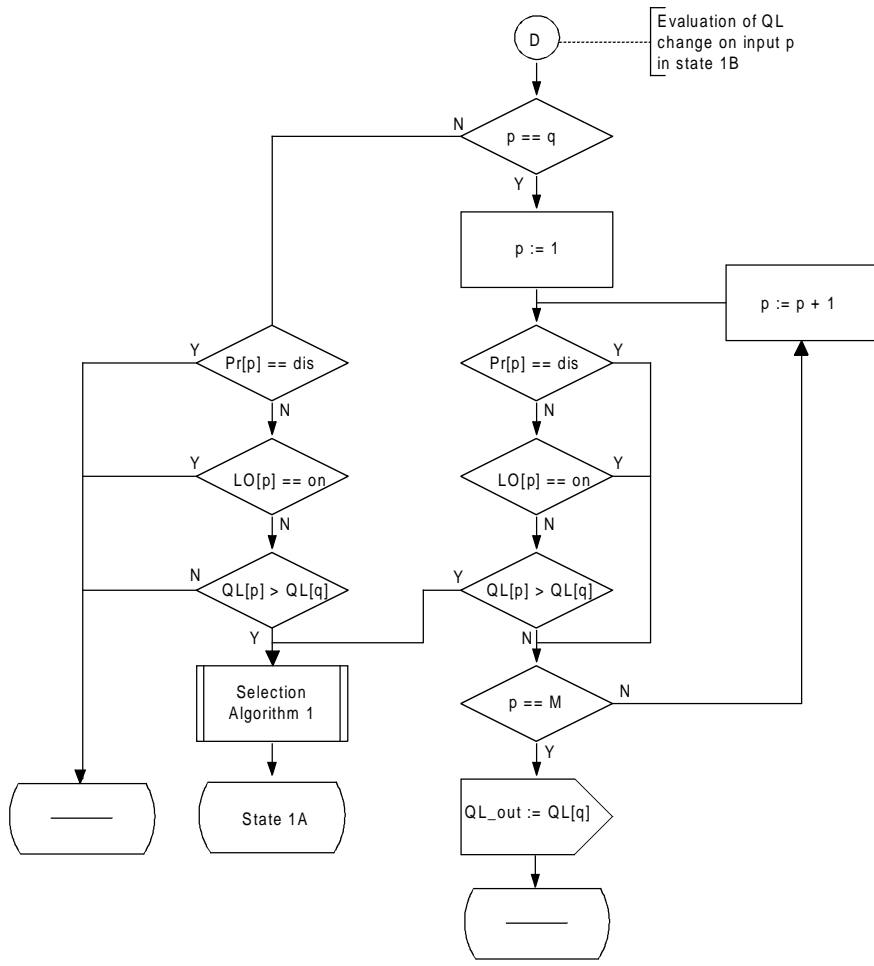 D
Evaluation of QL
change on input p
in state 1B
N
p == q
Y
p := 1
p := p + 1
Y
Pr[p] == dis
N
Pr[p] == dis
Y
N
Y
LO[p] == on
N
LO[p] == on
Y
N
N
QL[p] > QL[q]
Y
Y
QL[p] > QL[q]
N
Selection
Algorithm 1
p == M
N
Y
State 1A
QL_out := QL[q]